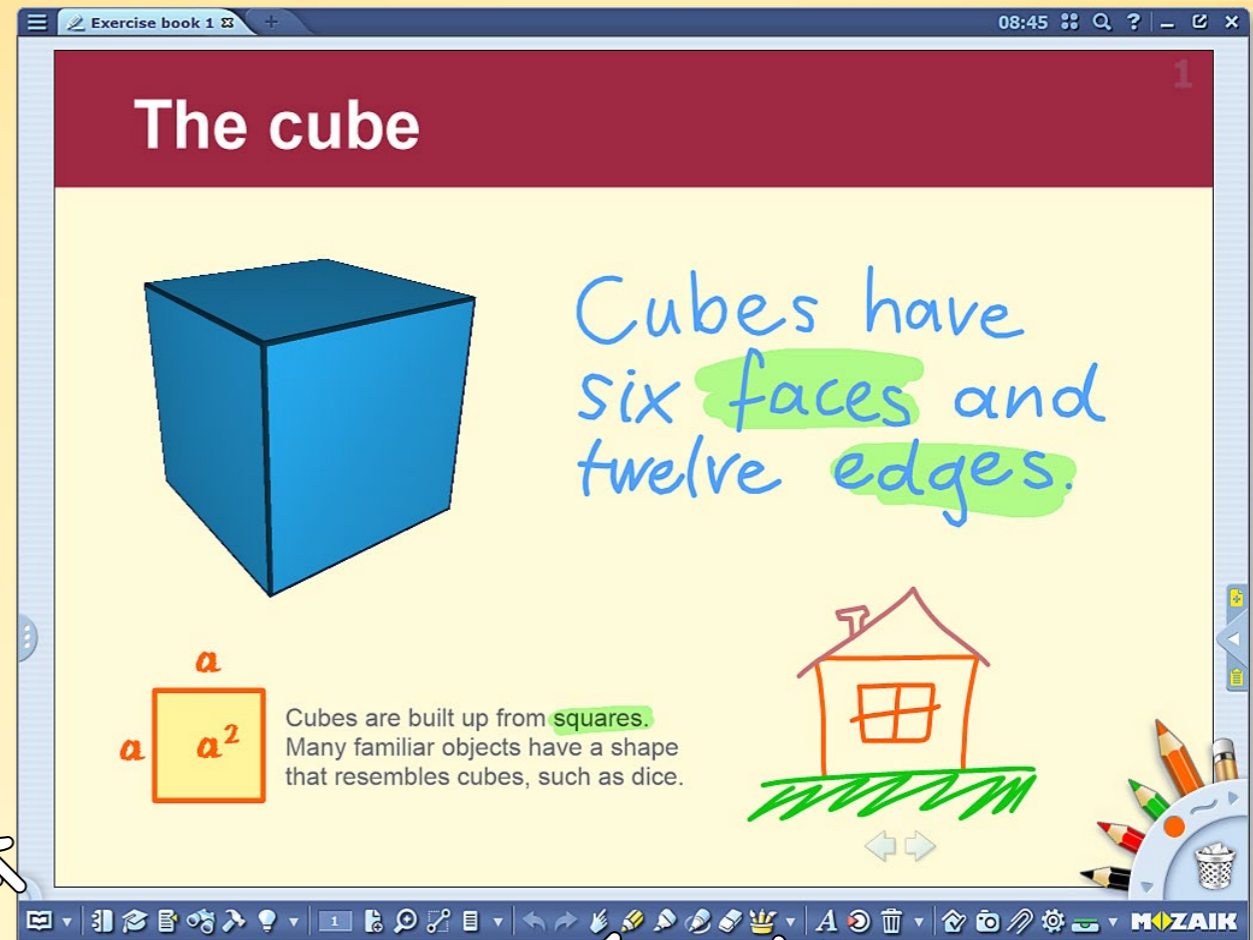 Exercise book 1
08:45
1
The cube
Cubes have
six faces and
twelve edges.
a
a
a²
Cubes are built up from squares.
Many familiar objects have a shape
that resembles cubes, such as dice.
1
A
MOZAIK